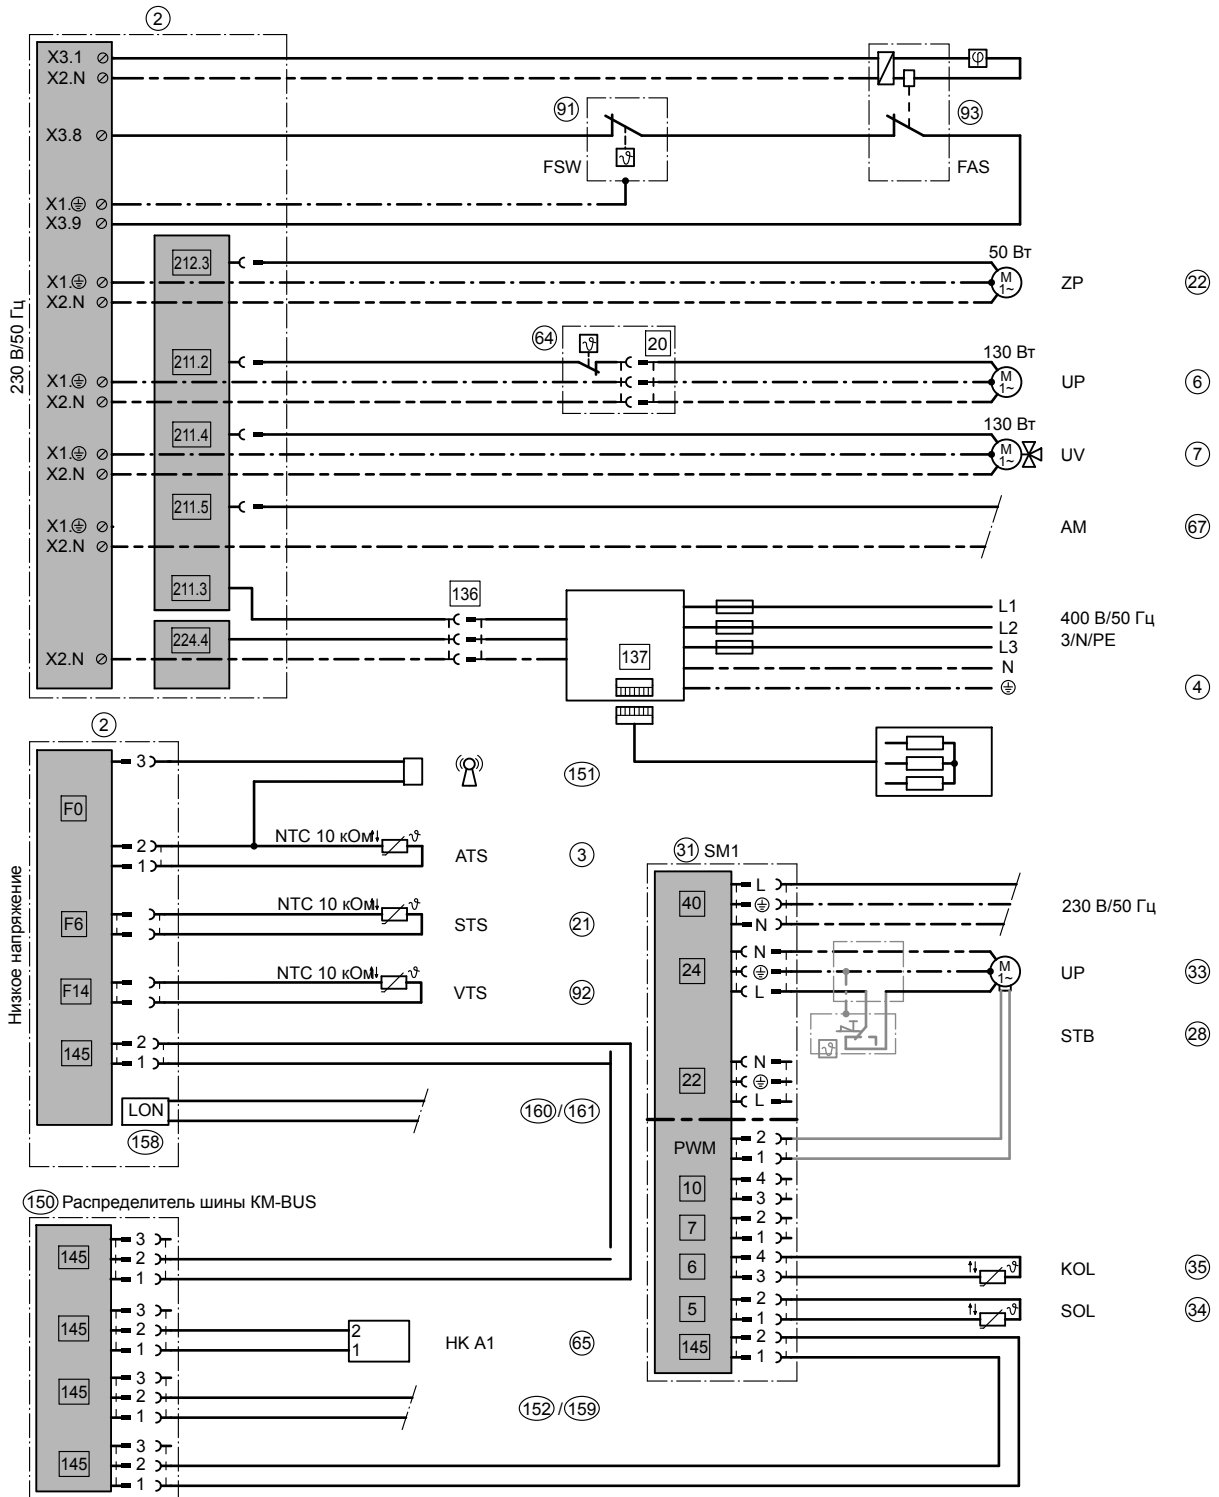 2
X3.1
X2.N
91
93
X3.8
FSW
FAS
X1.
X3.9
230 В/50 Гц
212.3
50 Вт
X1.
X2.N
M
1~
ZP
22
64
20
211.2
130 Вт
X1.
X2.N
M
1~
UP
6
211.4
130 Вт
X1.
X2.N
M
1~
UV
7
211.5
X1.
X2.N
AM
67
211.3
136
L1
L2
L3
N
400 В/50 Гц
3/N/PE
224.4
X2.N
137
4
2
Низкое напряжение
3
151
F0
2
1
NTC 10 кОм
ATS
3
F6
NTC 10 кОм
STS
21
F14
NTC 10 кОм
VTS
92
145
2
1
LON
158
160/161
31 SM1
40
L
N
230 В/50 Гц
24
N
L
M
1~
UP
33
STB
28
22
N
L
PWM
2
1
10
4
3
7
2
1
6
4
3
KOL
35
5
2
1
SOL
34
145
2
1
150 Распределитель шины KM-BUS
145
3
2
1
145
3
2
1
2
1
HK A1
65
145
3
2
1
152/159
145
3
2
1